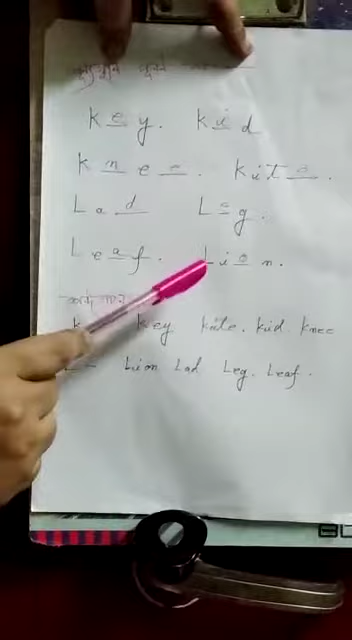 Key. Kid
Knee. Kite.
Lad Leg.
Leaf. Lion.
Key Kite. Kid. Knee
L - Lion Lad Leg. Leaf.